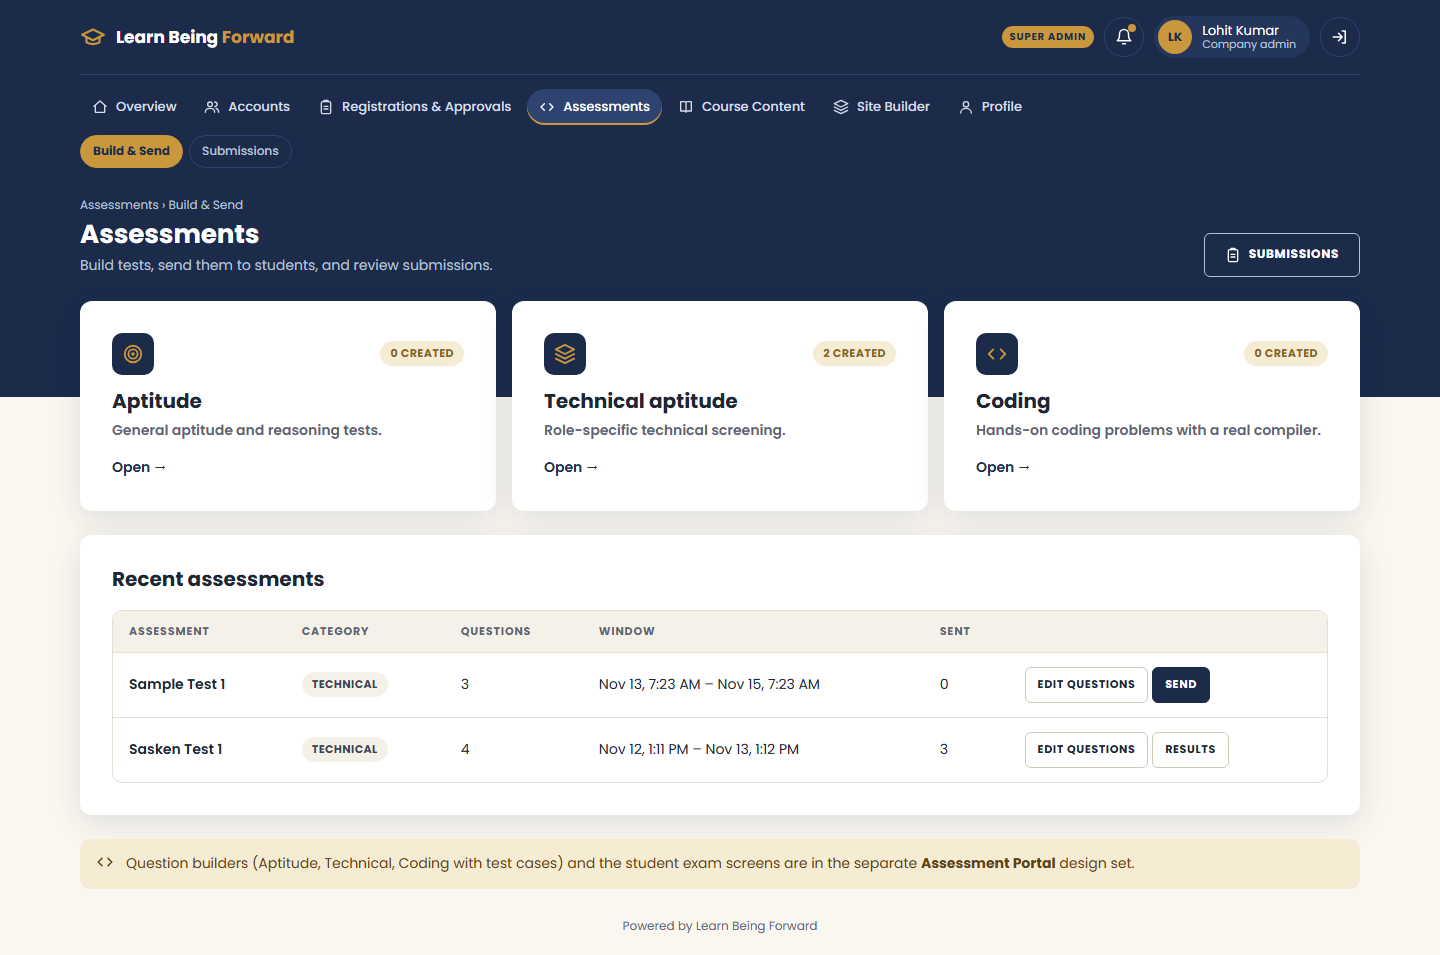 Learn Being Forward
SUPER ADMIN
LK
Lohit Kumar
Company admin
Overview
Accounts
Registrations & Approvals
Assessments
Course Content
Site Builder
Profile
Build & Send
Submissions
Assessments › Build & Send
Assessments
Build tests, send them to students, and review submissions.
SUBMISSIONS
0 CREATED
Aptitude
General aptitude and reasoning tests.
Open →
2 CREATED
Technical aptitude
Role-specific technical screening.
Open →
0 CREATED
Coding
Hands-on coding problems with a real compiler.
Open →
Recent assessments
ASSESSMENT CATEGORY QUESTIONS WINDOW SENT
Sample Test 1 TECHNICAL 3 Nov 13, 7:23 AM – Nov 15, 7:23 AM 0 EDIT QUESTIONS SEND
Sasken Test 1 TECHNICAL 4 Nov 12, 1:11 PM – Nov 13, 1:12 PM 3 EDIT QUESTIONS RESULTS
Question builders (Aptitude, Technical, Coding with test cases) and the student exam screens are in the separate Assessment Portal design set.
Powered by Learn Being Forward